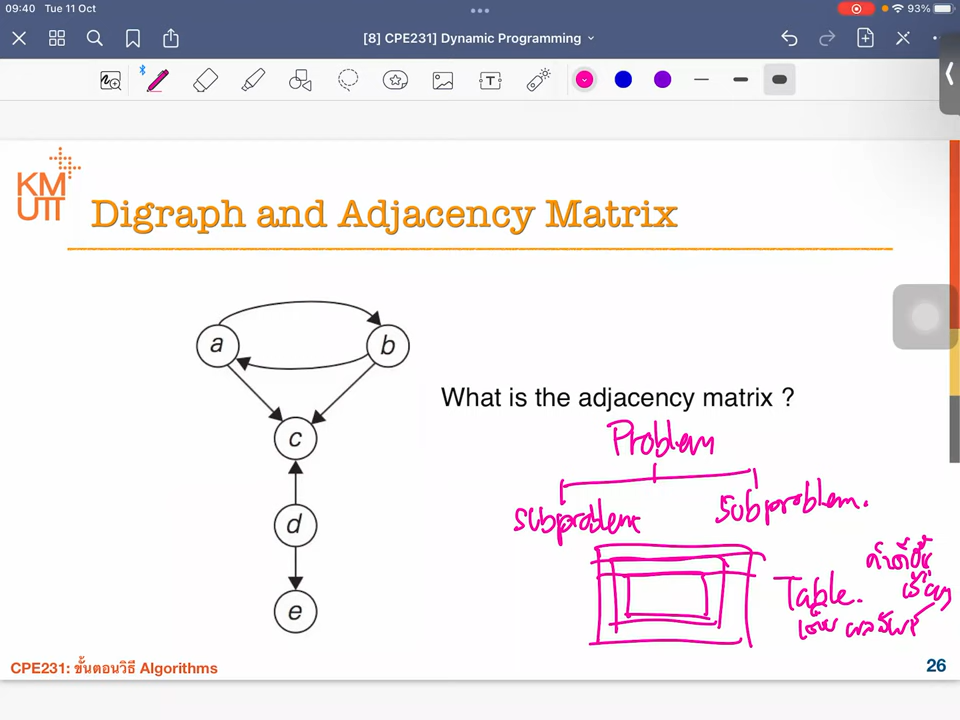 09:40 Tue 11 Oct
93%
[8] CPE231] Dynamic Programming
T
KM
UTT
Digraph and Adjacency Matrix
a
b
What is the adjacency matrix ?
c
Problem
subproblem
subproblem.
d
Table.
e
CPE231: ขั้นตอนวิธี Algorithms
26